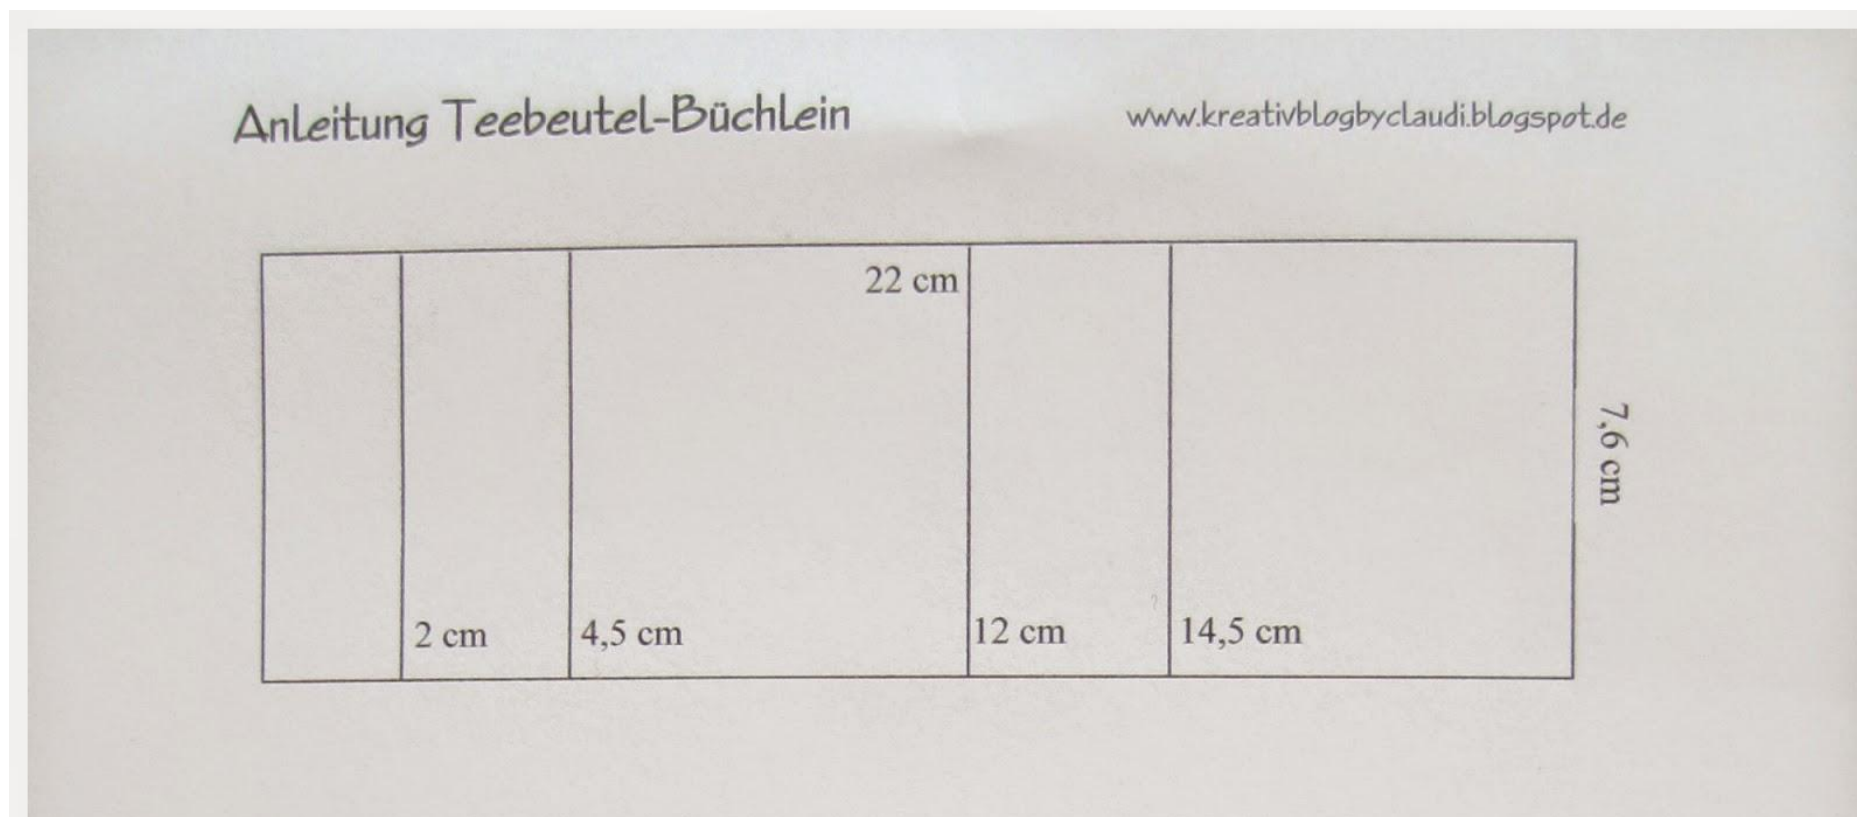 Anleitung Teebeutel-Büchlein www.kreativblogbyclaudi.blogspot.de
22 cm
7,6 cm
2 cm 4,5 cm 12 cm 14,5 cm